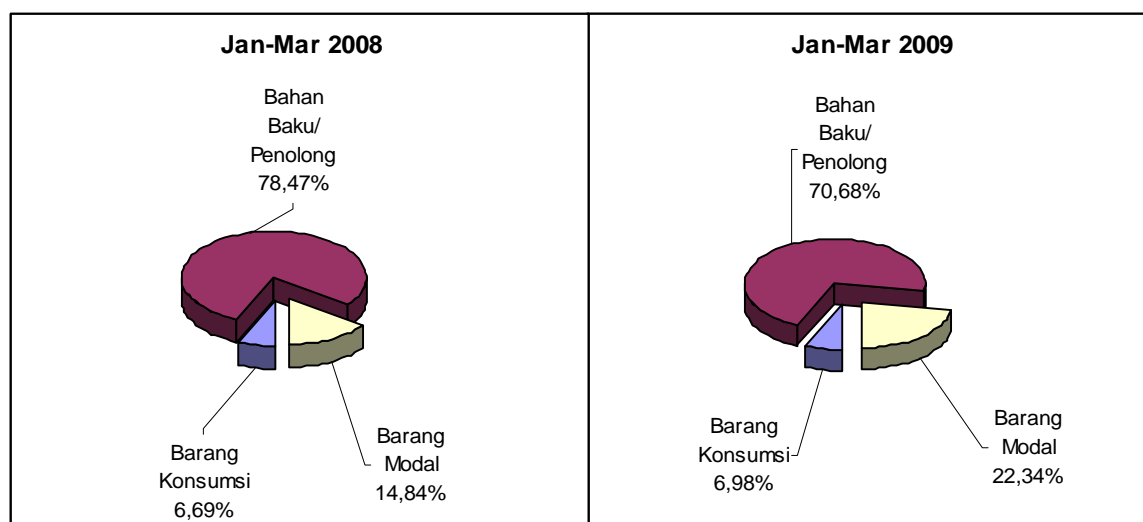 Jan-Mar 2008
Bahan
Baku/
Penolong
78,47%
Barang
Konsumsi
6,69%
Barang
Modal
14,84%
Jan-Mar 2009
Bahan
Baku/
Penolong
70,68%
Barang
Konsumsi
6,98%
Barang
Modal
22,34%